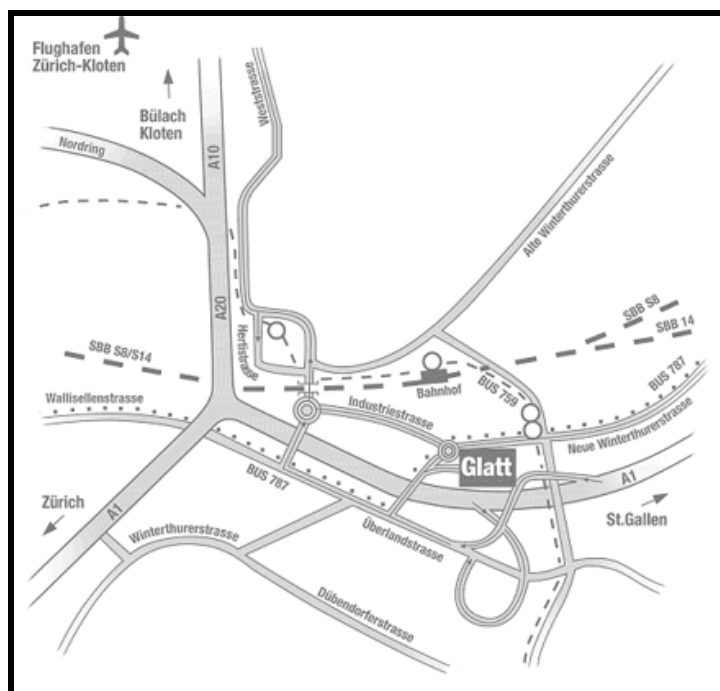 Flughafen
Zürich-Kloten
Bülach
Kloten
Nordring
A10
Weststrasse
Alte Winterthurerstrasse
A20
Hertistrasse
SBB S8
SBB 14
SBB S8/S14
Bahnhof
BUS 759
BUS 787
Wallisellenstrasse
Industriestrasse
Neue Winterthurerstrasse
Glatt
BUS 787
A1
Zürich
A1
St.Gallen
Überlandstrasse
Winterthurerstrasse
Dübendorferstrasse